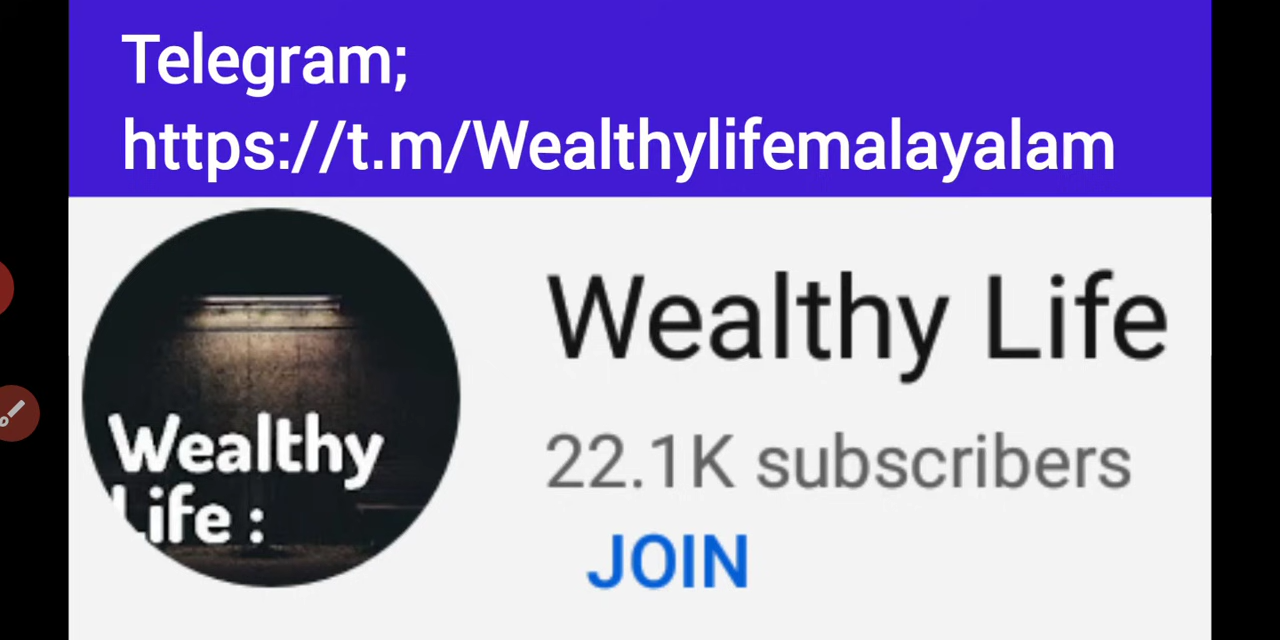 Telegram;
https://t.m/Wealthylifemalayalam
Wealthy Life
22.1K subscribers
JOIN
Wealthy
Life :